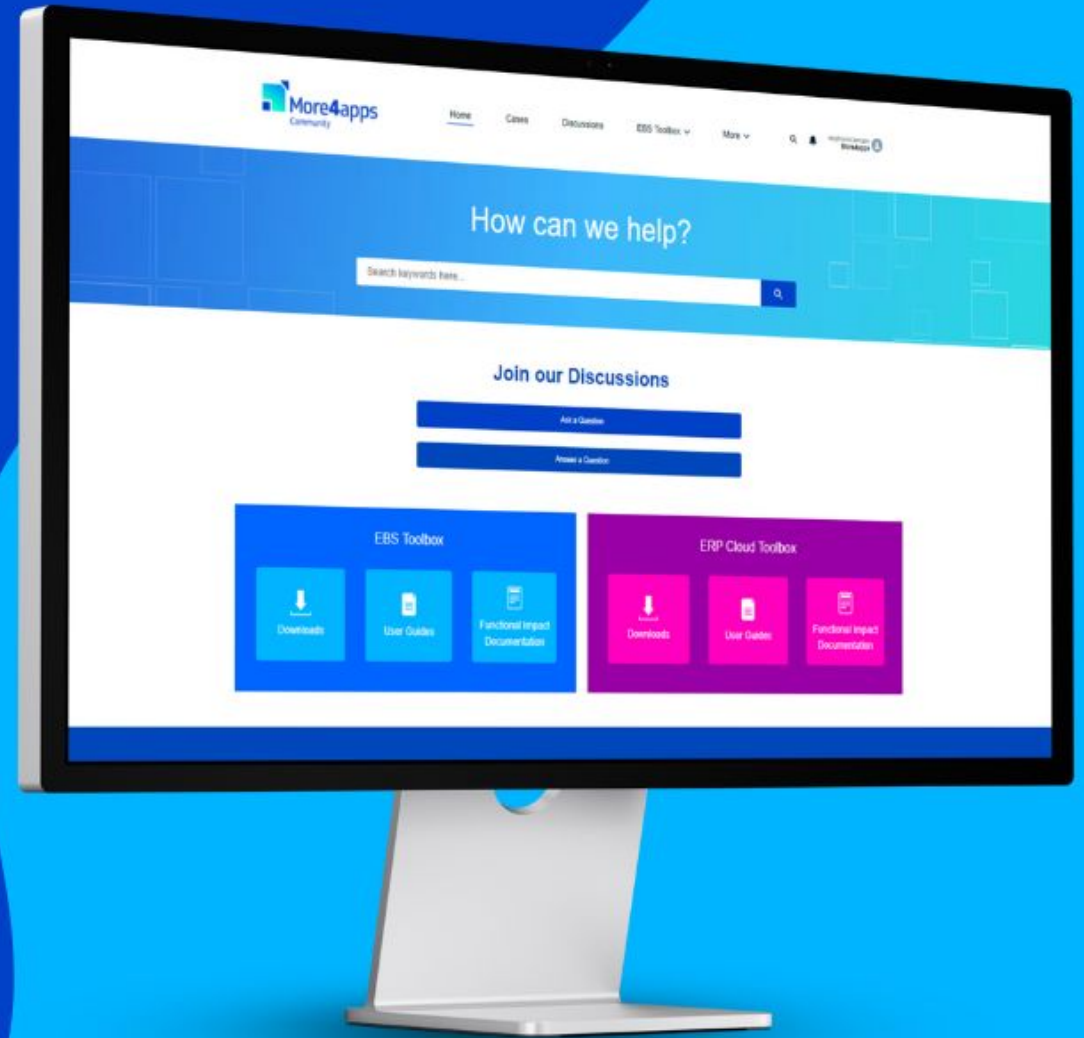 More4apps
Community
Home
Cases
Discussions
EBS Toolbox
More
More4apps
How can we help?
Search keywords here...
Join our Discussions
Ask a Question
Answer a Question
EBS Toolbox
Downloads
User Guides
Functional Impact
Documentation
ERP Cloud Toolbox
Downloads
User Guides
Functional Impact
Documentation